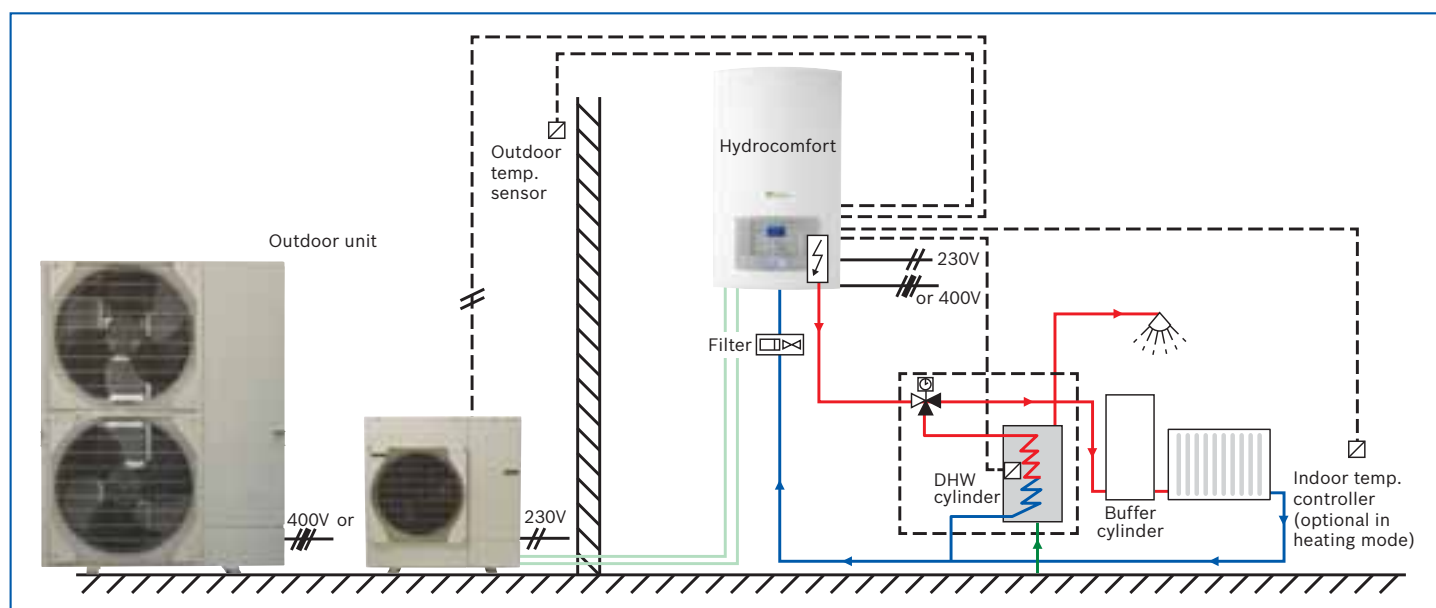 Outdoor
temp.
sensor
Hydrocomfort
Outdoor unit
230V
or 400V
Filter
400V or
230V
DHW
cylinder
Buffer
cylinder
Indoor temp.
controller
(optional in
heating mode)